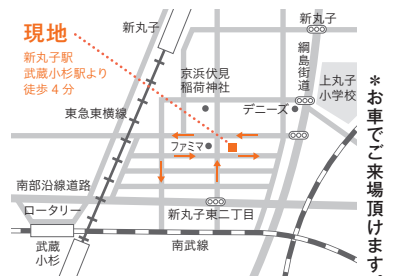 現地
新丸子駅
武蔵小杉駅より
徒歩4分
新丸子
新丸子
綱島街道
上丸子
小学校
京浜伏見
稲荷神社
デニーズ
東急東横線
ファミマ
南部沿線道路
ロータリー
新丸子東二丁目
武蔵
小杉
南武線
＊お車でご来場頂けます。